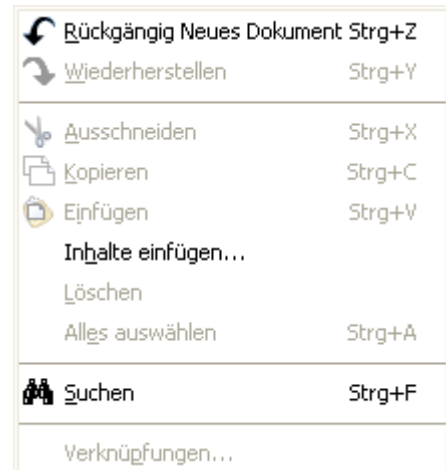 Rückgängig Neues Dokument Strg+Z
Wiederherstellen Strg+Y
Ausschneiden Strg+X
Kopieren Strg+C
Einfügen Strg+V
Inhalte einfügen...
Löschen
Alles auswählen Strg+A
Suchen Strg+F
Verknüpfungen...